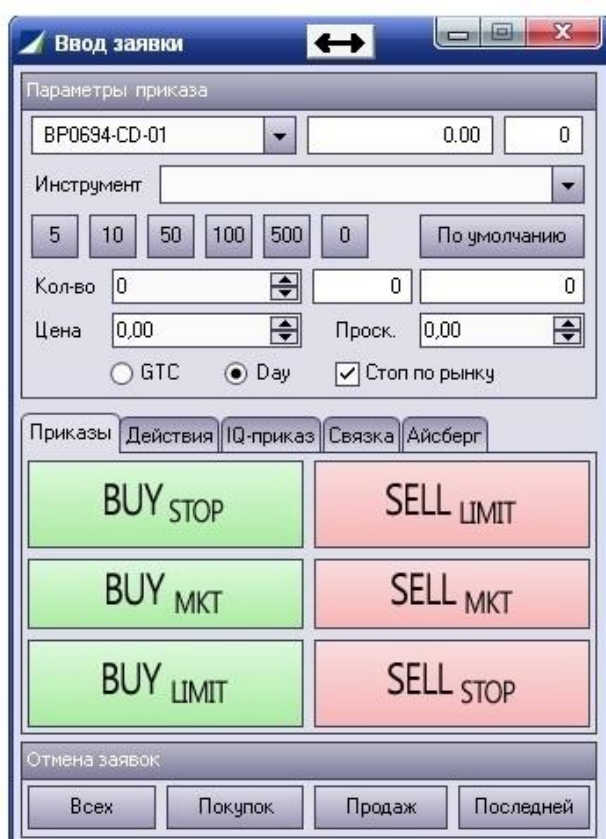 Ввод заявки
Параметры приказа
BP0694-CD-01 0.00 0
Инструмент
5 10 50 100 500 0 По умолчанию
Кол-во 0 0 0
Цена 0,00 Проск. 0,00
GTC Day Стоп по рынку
Приказы Действия IQ-приказ Связка Айсберг
BUY STOP SELL LIMIT
BUY MKT SELL MKT
BUY LIMIT SELL STOP
Отмена заявок
Всех Покупок Продаж Последней